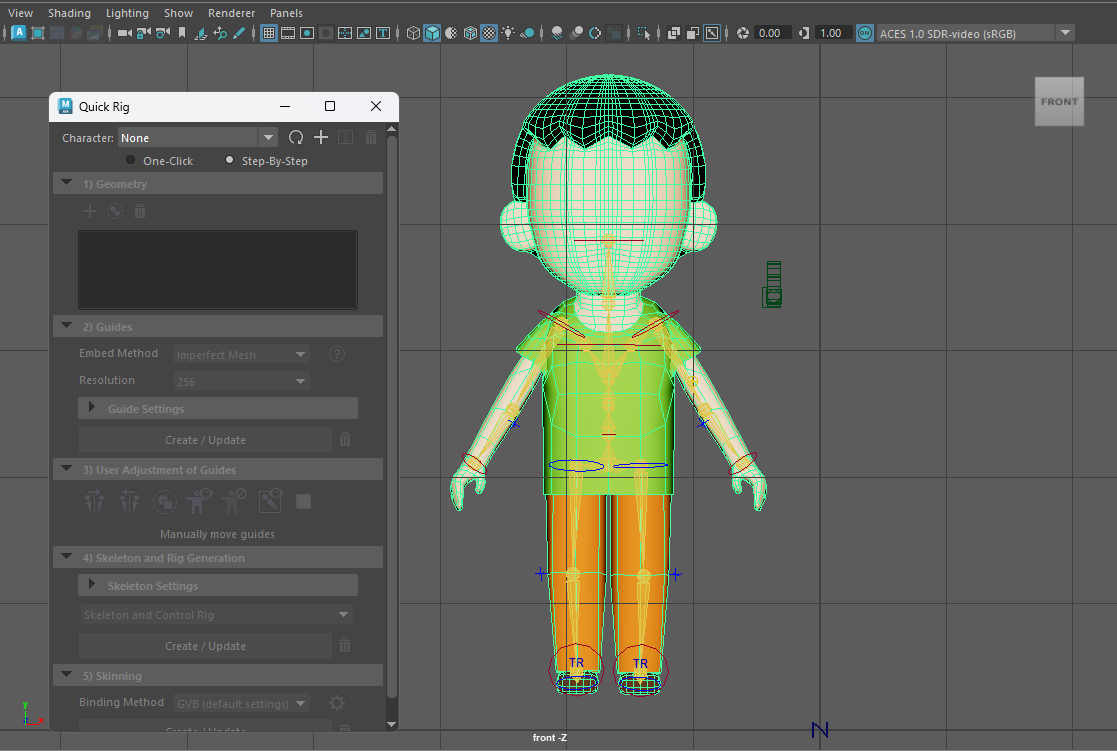 View Shading Lighting Show Renderer Panels
0.00 1.00 ON ACES 1.0 SDR-video (sRGB)
FRONT
Quick Rig
Character: None
One-Click Step-By-Step
1) Geometry
2) Guides
Embed Method Imperfect Mesh ?
Resolution 256
Guide Settings
Create / Update
3) User Adjustment of Guides
Manually move guides
4) Skeleton and Rig Generation
Skeleton Settings
Skeleton and Control Rig
Create / Update
5) Skinning
Binding Method GVB (default settings)
Create / Update
TR TR
y
z x
front -Z
N